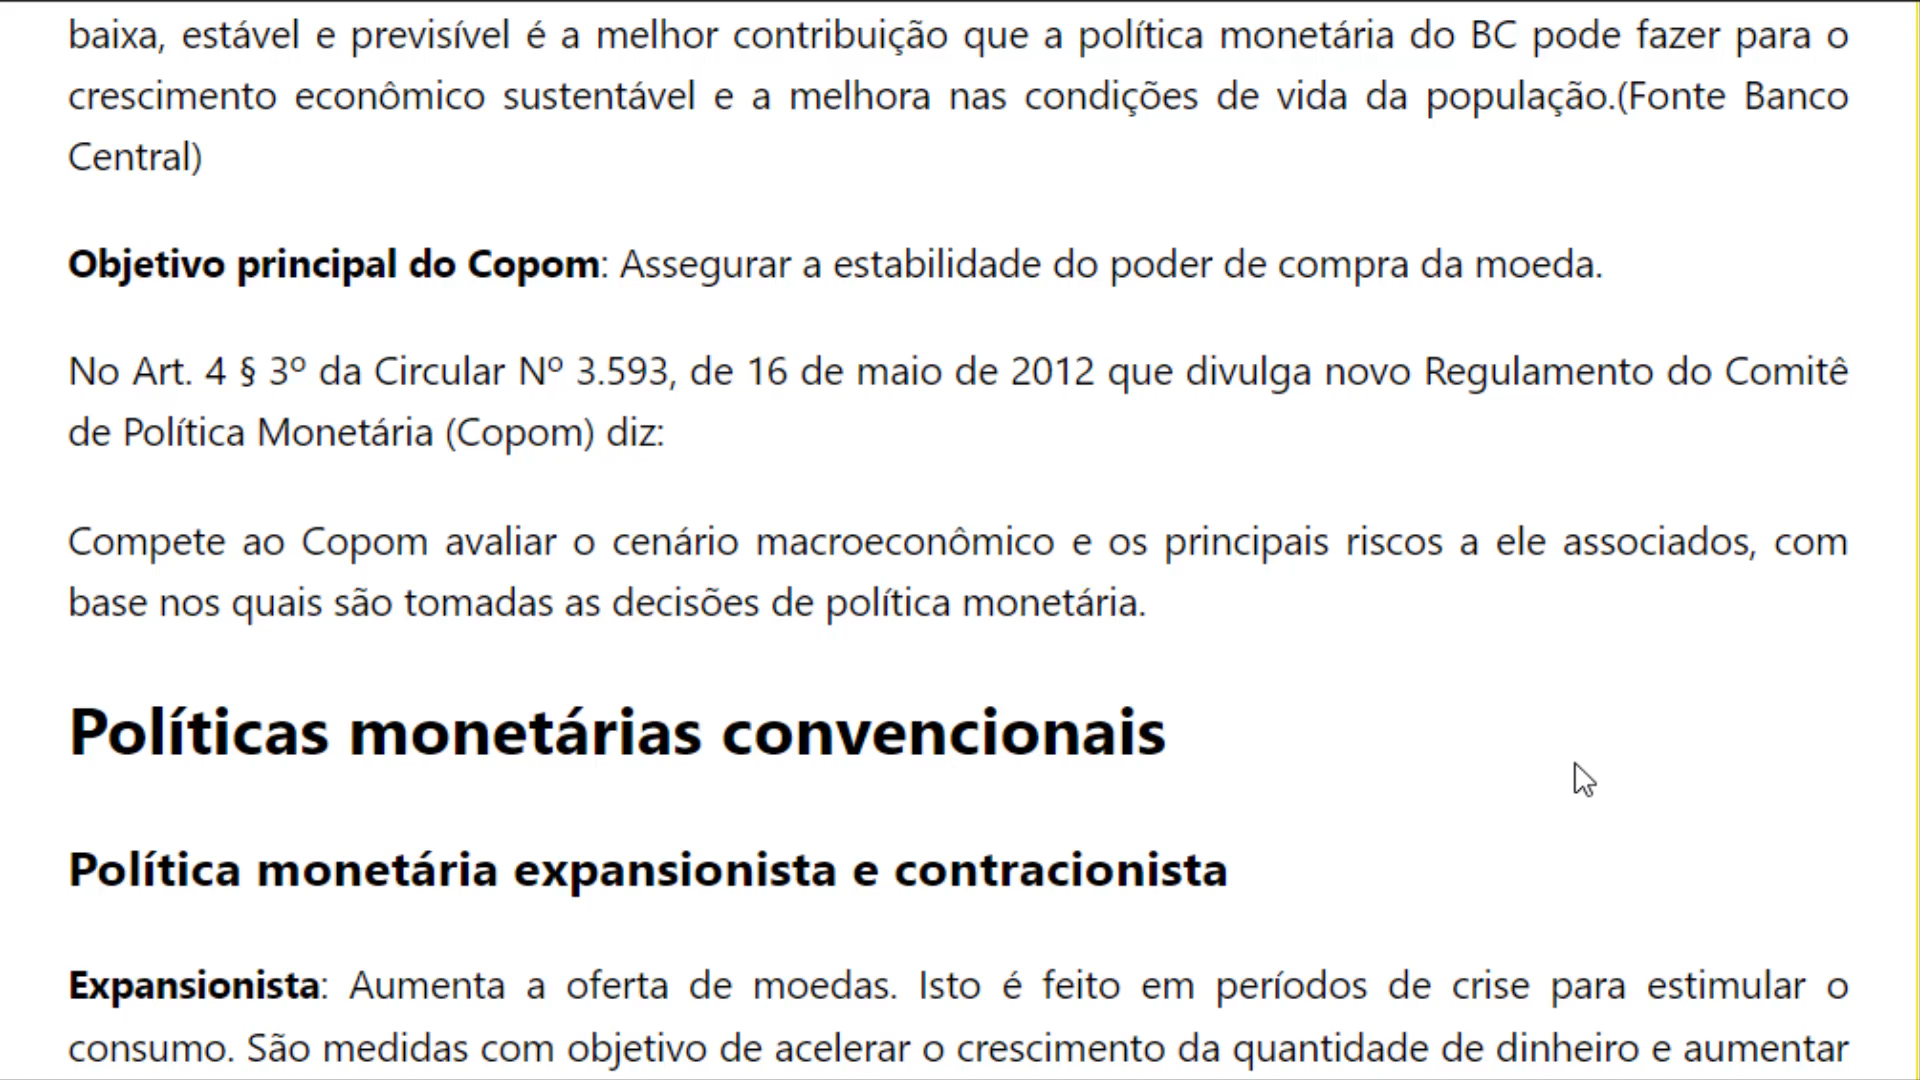 baixa, estável e previsível é a melhor contribuição que a política monetária do BC pode fazer para o
crescimento econômico sustentável e a melhora nas condições de vida da população.(Fonte Banco
Central)
Objetivo principal do Copom: Assegurar a estabilidade do poder de compra da moeda.
No Art. 4 § 3º da Circular Nº 3.593, de 16 de maio de 2012 que divulga novo Regulamento do Comitê
de Política Monetária (Copom) diz:
Compete ao Copom avaliar o cenário macroeconômico e os principais riscos a ele associados, com
base nos quais são tomadas as decisões de política monetária.
Políticas monetárias convencionais
Política monetária expansionista e contracionista
Expansionista: Aumenta a oferta de moedas. Isto é feito em períodos de crise para estimular o
consumo. São medidas com objetivo de acelerar o crescimento da quantidade de dinheiro e aumentar